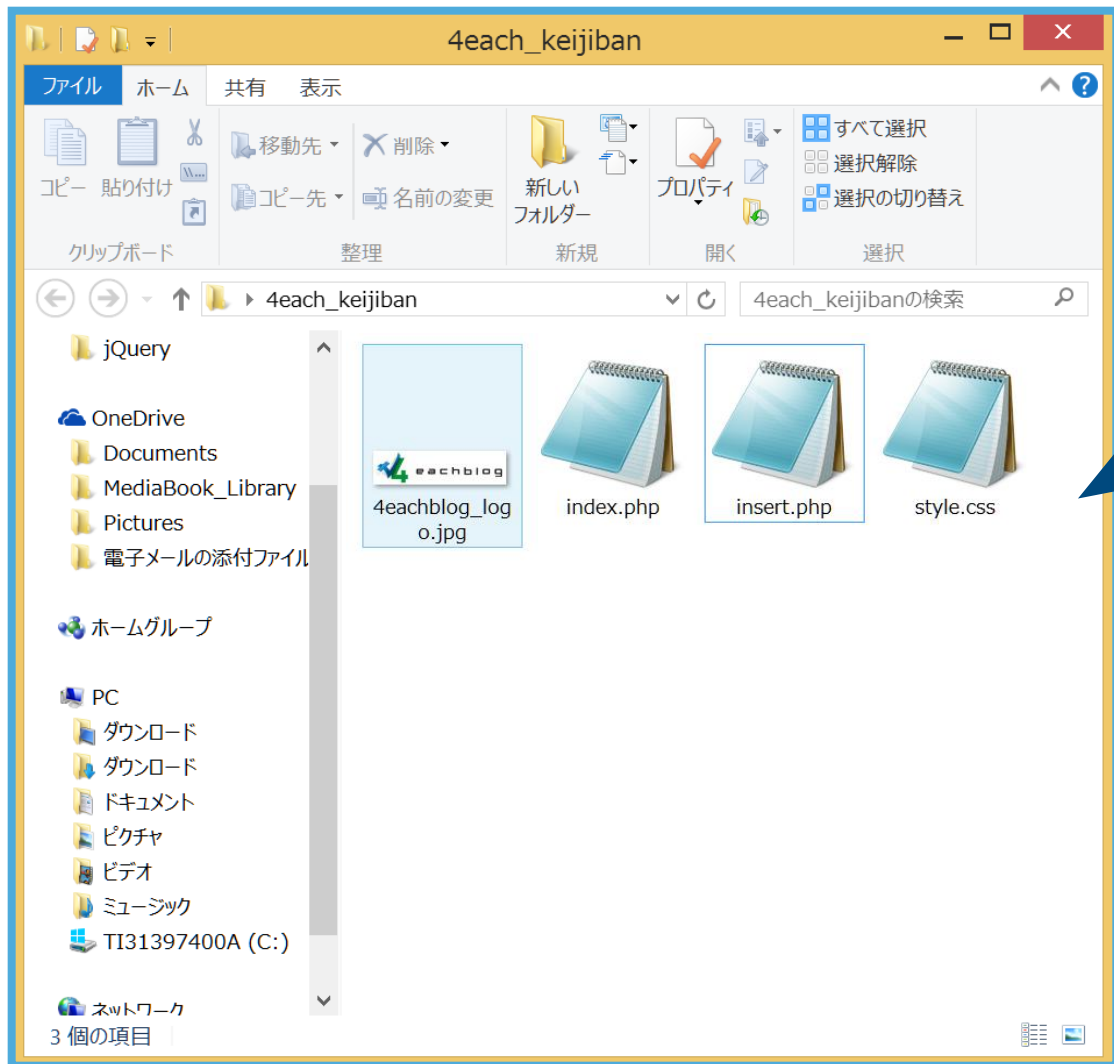 4each_keijiban
ファイル ホーム 共有 表示
コピー 貼り付け
移動先
コピー先
削除
名前の変更
新しい
フォルダー
プロパティ
すべて選択
選択解除
選択の切り替え
クリップボード 整理 新規 開く 選択
4each_keijiban
4each_keijibanの検索
jQuery
OneDrive
Documents
MediaBook_Library
Pictures
電子メールの添付ファイル
ホームグループ
PC
ダウンロード
ダウンロード
ドキュメント
ピクチャ
ビデオ
ミュージック
TI31397400A (C:)
ネットワーク
4 eachblog
4eachblog_log
o.jpg
index.php
insert.php
style.css
3 個の項目